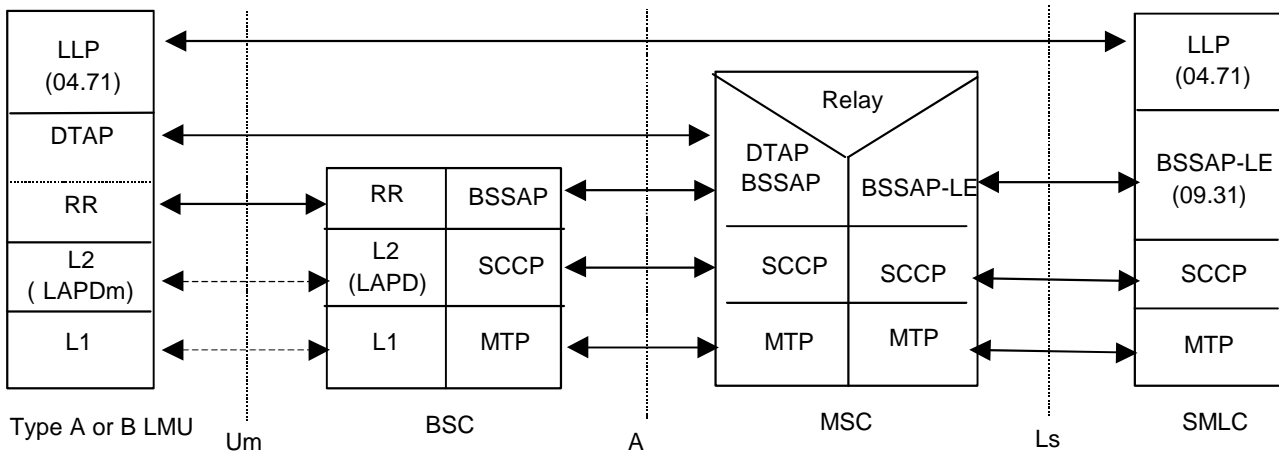 LLP
(04.71)
DTAP
RR
L2
( LAPDm)
L1
Type A or B LMU
Um
RR
BSSAP
L2
(LAPD)
SCCP
L1
MTP
BSC
A
Relay
DTAP
BSSAP
BSSAP-LE
SCCP
SCCP
MTP
MTP
MSC
Ls
LLP
(04.71)
BSSAP-LE
(09.31)
SCCP
MTP
SMLC